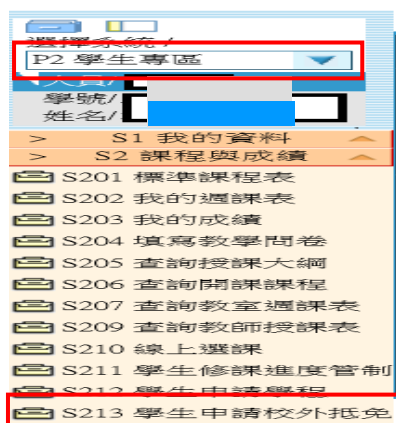 選擇系統 /
P2 學生專區
人員/
學號/
姓名/
> S1 我的資料
> S2 課程與成績
S201 標準課程表
S202 我的週課表
S203 我的成績
S204 填寫教學問卷
S205 查詢授課大綱
S206 查詢開課課程
S207 查詢教室週課表
S209 查詢教師授課表
S210 線上選課
S211 學生修課進度管制
S212 學生申請學程
S213 學生申請校外抵免